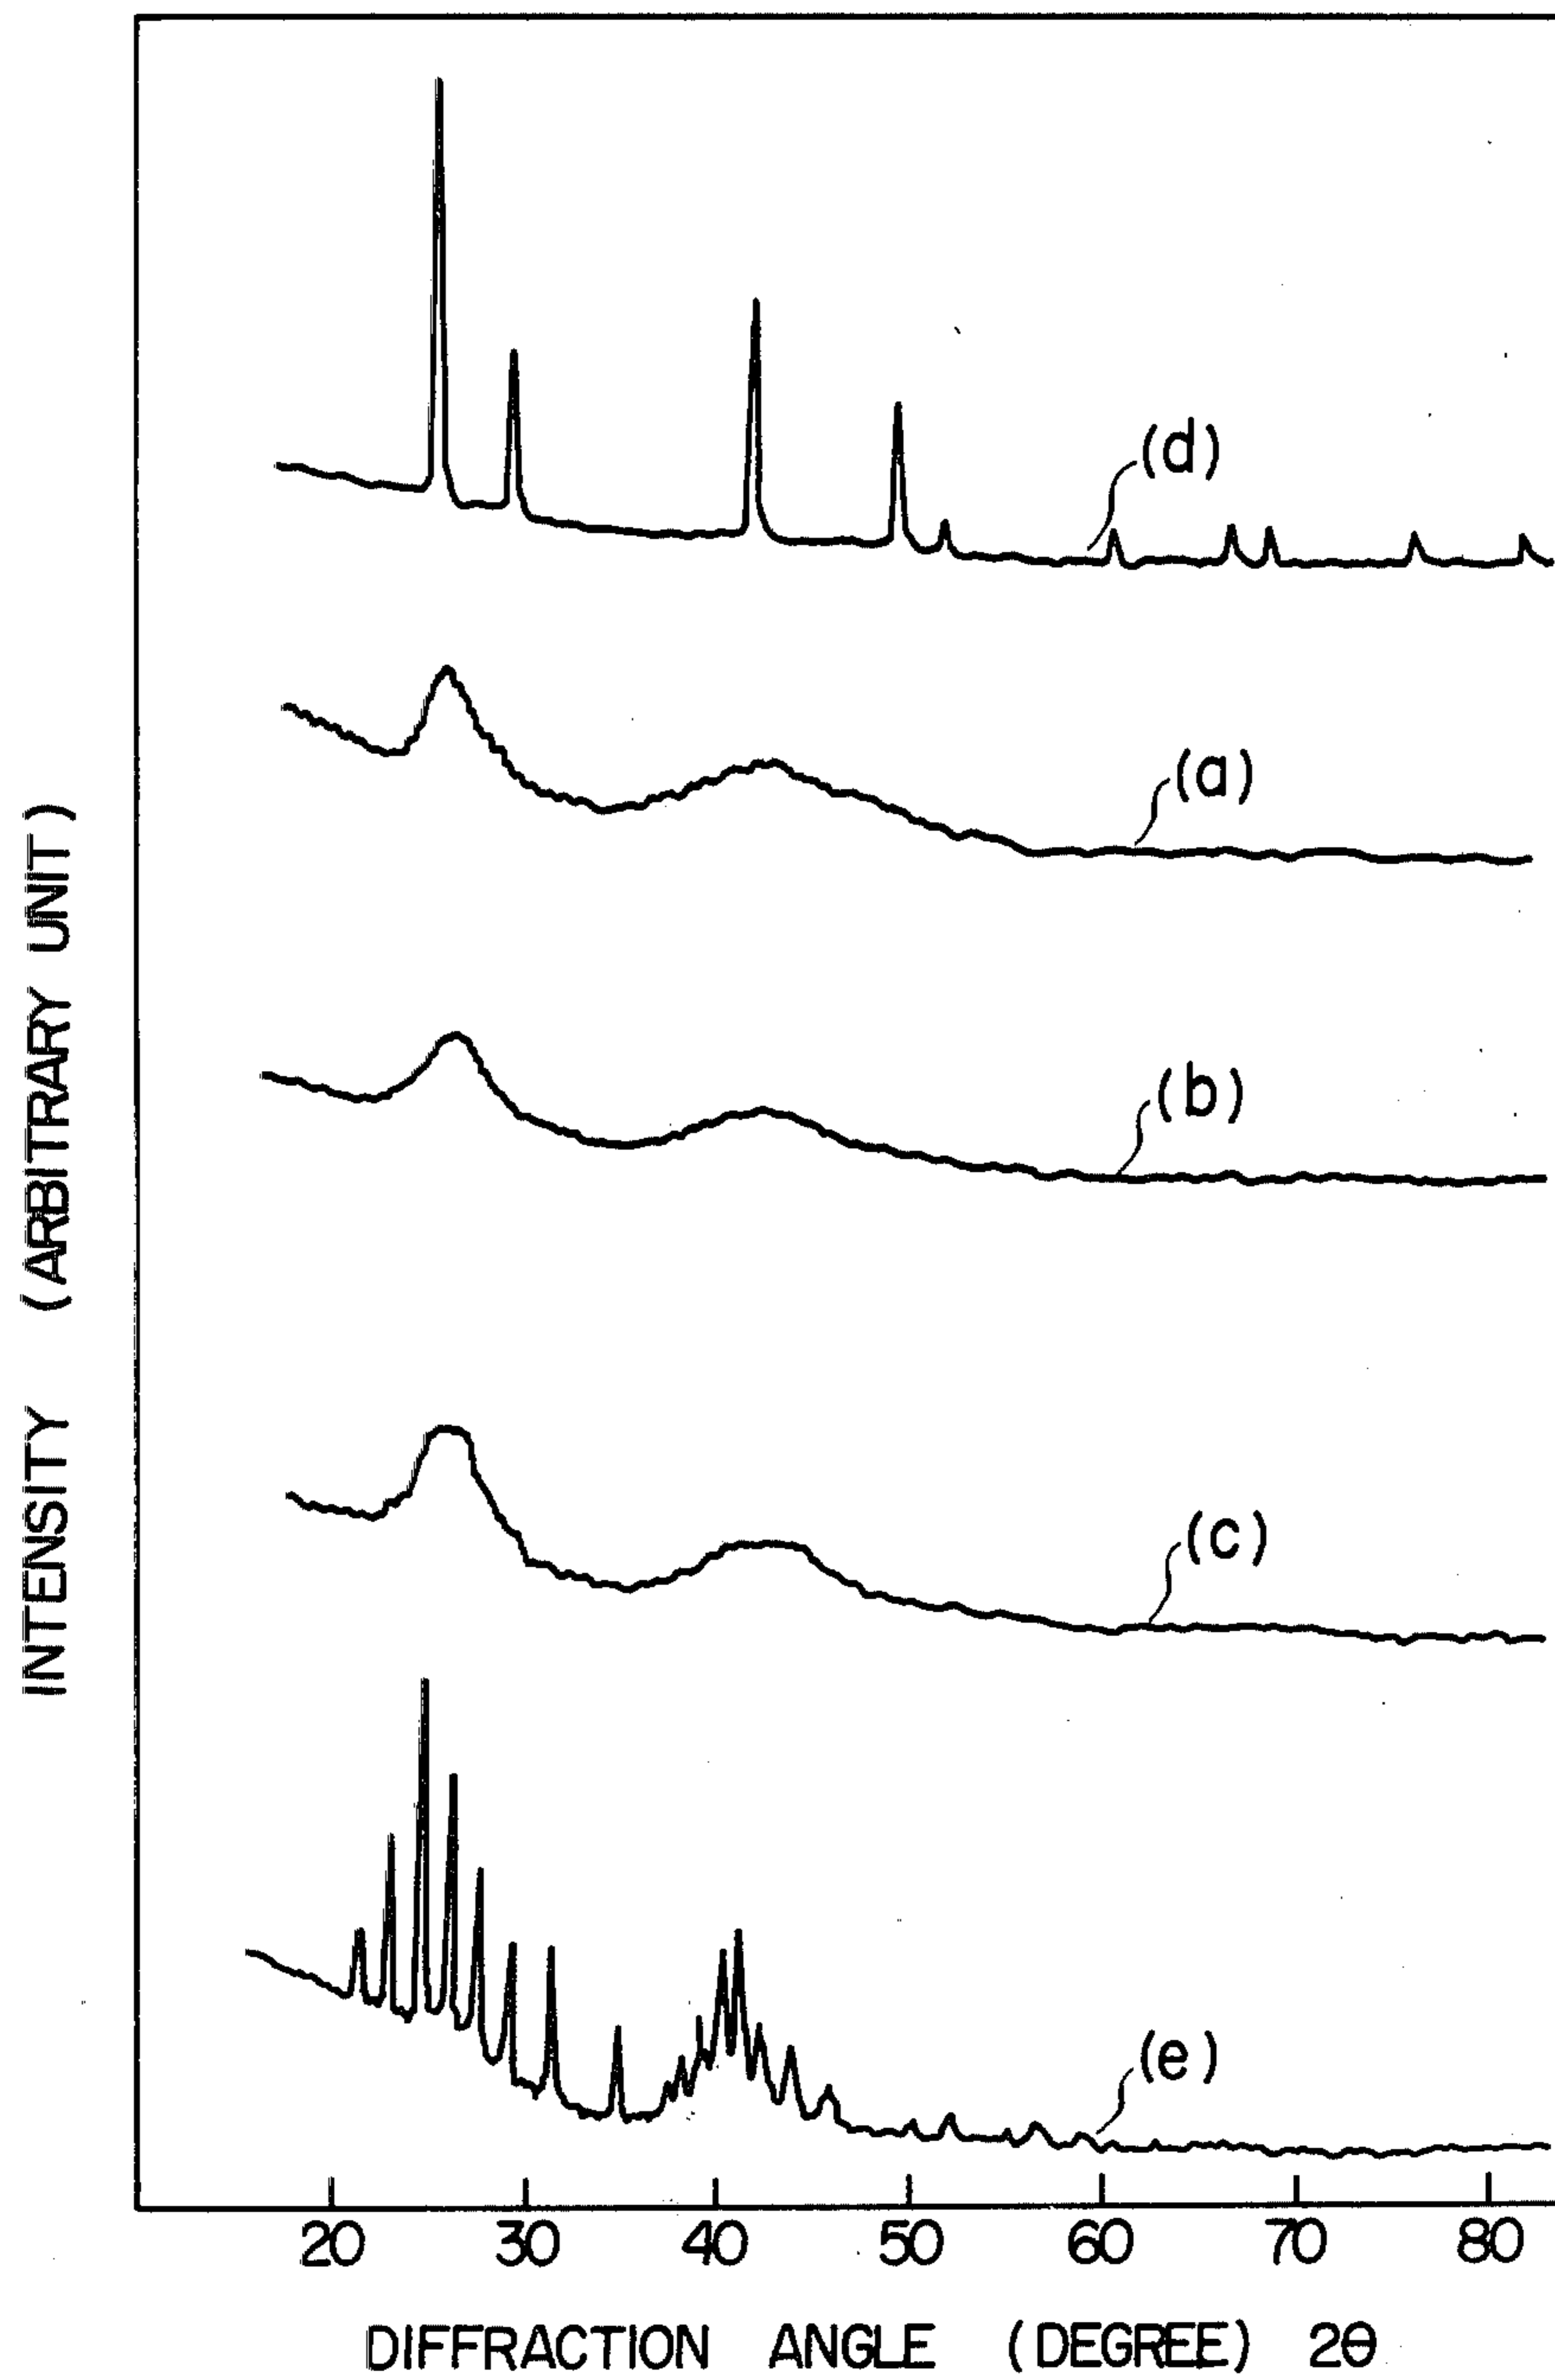 (d)
(a)
(b)
(c)
(e)
INTENSITY (ARBITRARY UNIT)
20 30 40 50 60 70 80
DIFFRACTION ANGLE (DEGREE) 2θ